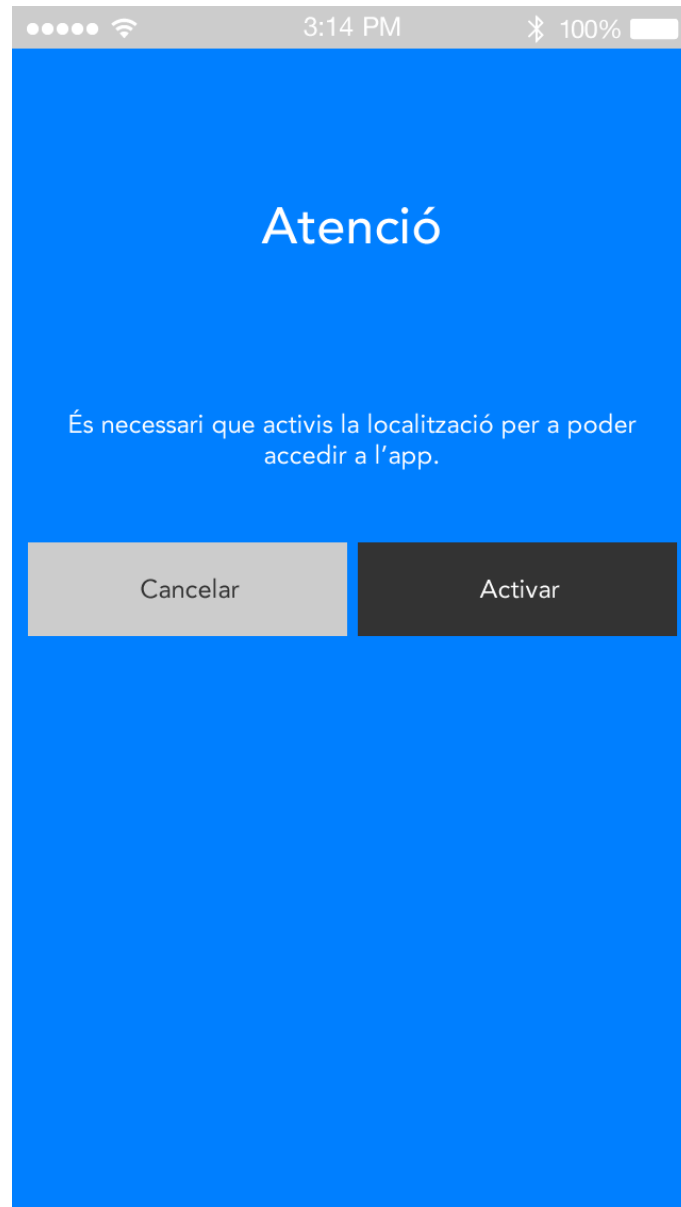 3:14 PM 100%
Atenció
És necessari que activis la localització per a poder
accedir a l’app.
Cancelar Activar